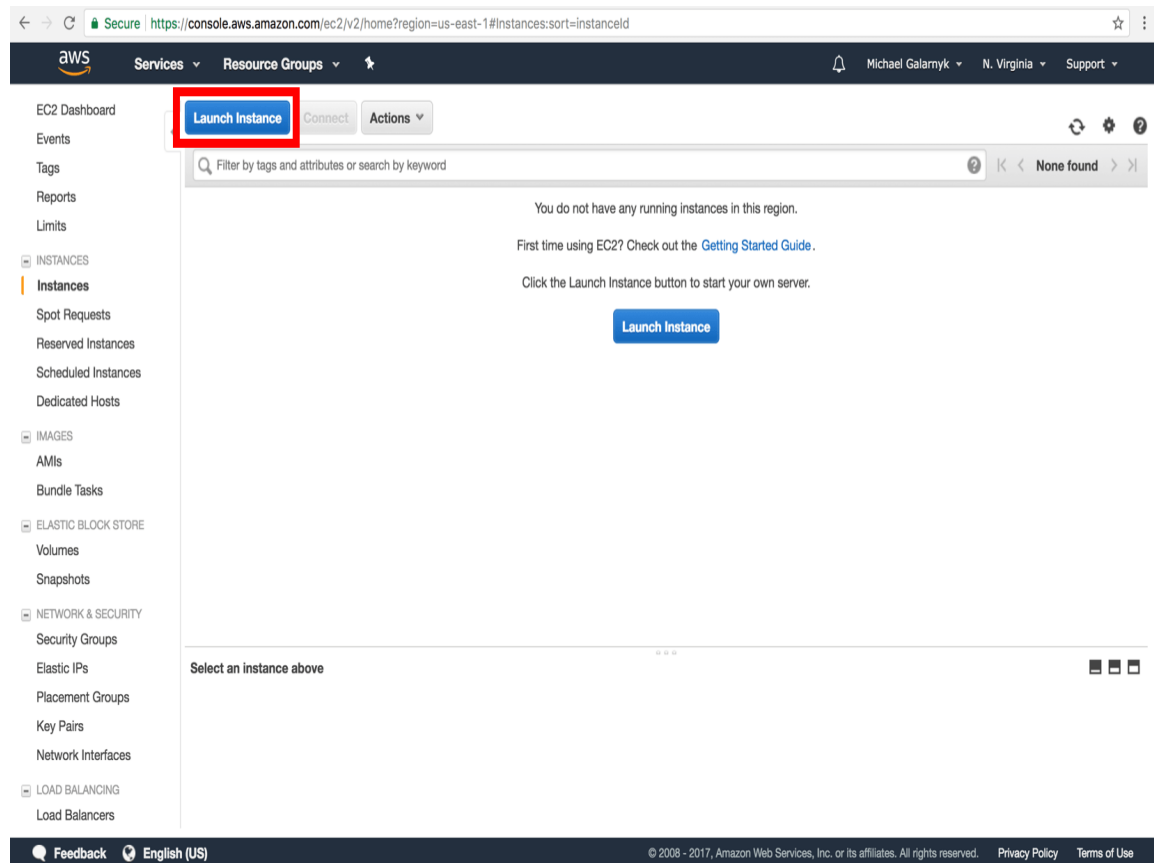 Secure https://console.aws.amazon.com/ec2/v2/home?region=us-east-1#Instances:sort=instanceId
aws Services Resource Groups Michael Galarnyk N. Virginia Support
EC2 Dashboard
Events
Tags
Reports
Limits
INSTANCES
Instances
Spot Requests
Reserved Instances
Scheduled Instances
Dedicated Hosts
IMAGES
AMIs
Bundle Tasks
ELASTIC BLOCK STORE
Volumes
Snapshots
NETWORK & SECURITY
Security Groups
Elastic IPs
Placement Groups
Key Pairs
Network Interfaces
LOAD BALANCING
Load Balancers
Launch Instance Connect Actions
Filter by tags and attributes or search by keyword None found
You do not have any running instances in this region.
First time using EC2? Check out the Getting Started Guide.
Click the Launch Instance button to start your own server.
Launch Instance
Select an instance above
Feedback English (US) © 2008 - 2017, Amazon Web Services, Inc. or its affiliates. All rights reserved. Privacy Policy Terms of Use